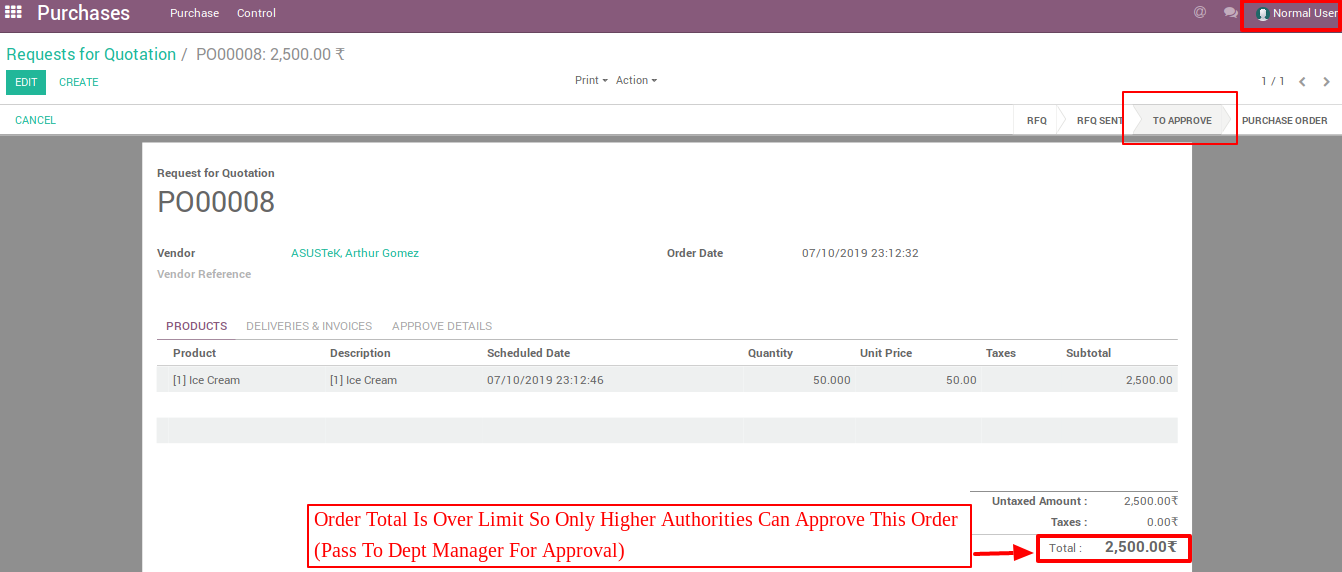 Purchases Purchase Control @ Normal User
Requests for Quotation / PO00008: 2,500.00 ₹
EDIT CREATE Print Action 1 / 1
CANCEL RFQ RFQ SENT TO APPROVE PURCHASE ORDER
Request for Quotation
PO00008
Vendor ASUSTeK, Arthur Gomez Order Date 07/10/2019 23:12:32
Vendor Reference
PRODUCTS DELIVERIES & INVOICES APPROVE DETAILS
Product Description Scheduled Date Quantity Unit Price Taxes Subtotal
[1] Ice Cream [1] Ice Cream 07/10/2019 23:12:46 50.000 50.00 2,500.00
Untaxed Amount : 2,500.00₹
Taxes : 0.00₹
Total : 2,500.00₹
Order Total Is Over Limit So Only Higher Authorities Can Approve This Order
(Pass To Dept Manager For Approval)